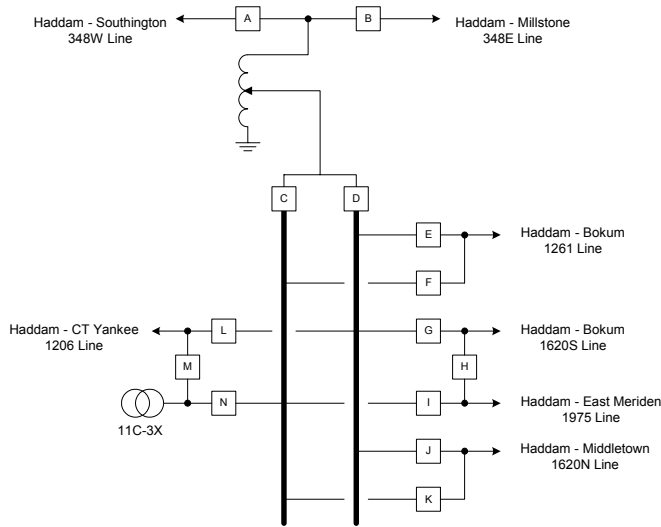 Haddam - Southington
348W Line
A
B
Haddam - Millstone
348E Line
C
D
E
Haddam - Bokum
1261 Line
F
Haddam - CT Yankee
1206 Line
L
G
Haddam - Bokum
1620S Line
M
H
11C-3X
N
I
Haddam - East Meriden
1975 Line
J
Haddam - Middletown
1620N Line
K